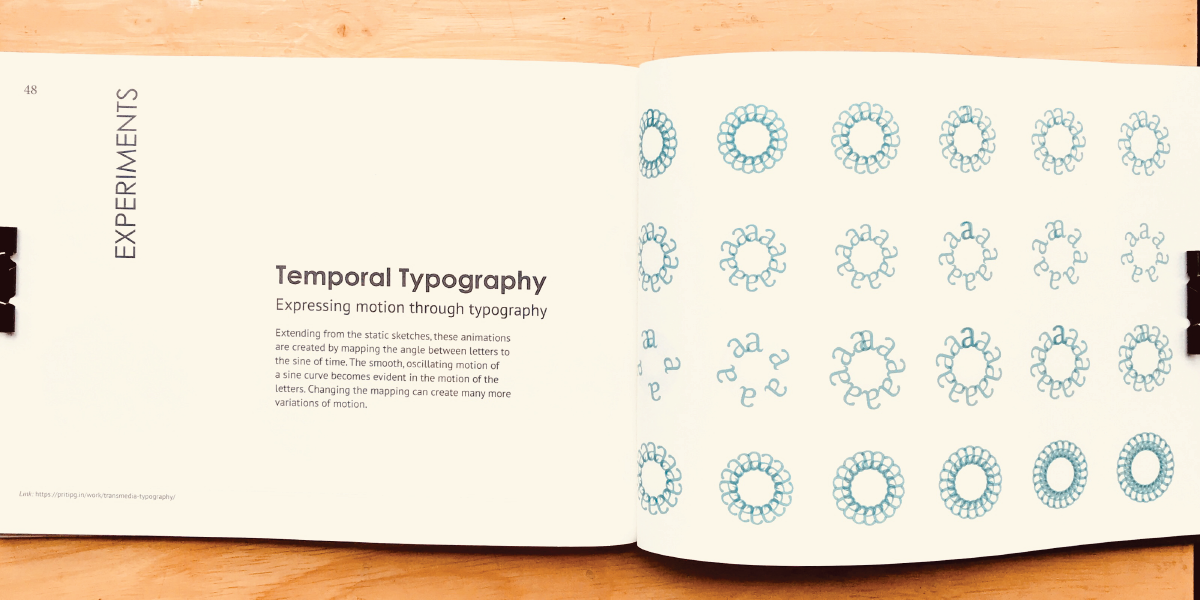 48
EXPERIMENTS
Temporal Typography
Expressing motion through typography
Extending from the static sketches, these animations
are created by mapping the angle between letters to
the sine of time. The smooth, oscillating motion of
a sine curve becomes evident in the motion of the
letters. Changing the mapping can create many more
variations of motion.
Link: https://pritipg.in/work/transmedia-typography/